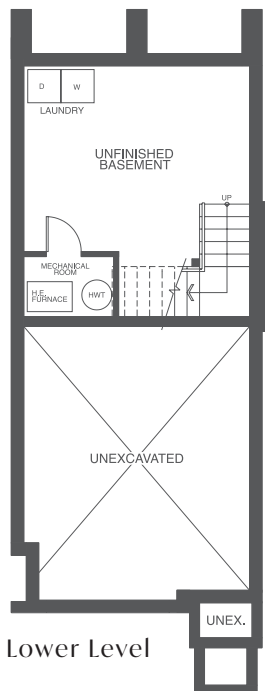 D W
LAUNDRY
UNFINISHED
BASEMENT
UP
MECHANICAL
ROOM
H.E.
FURNACE
HWT
UNEXCAVATED
UNEX.
Lower Level